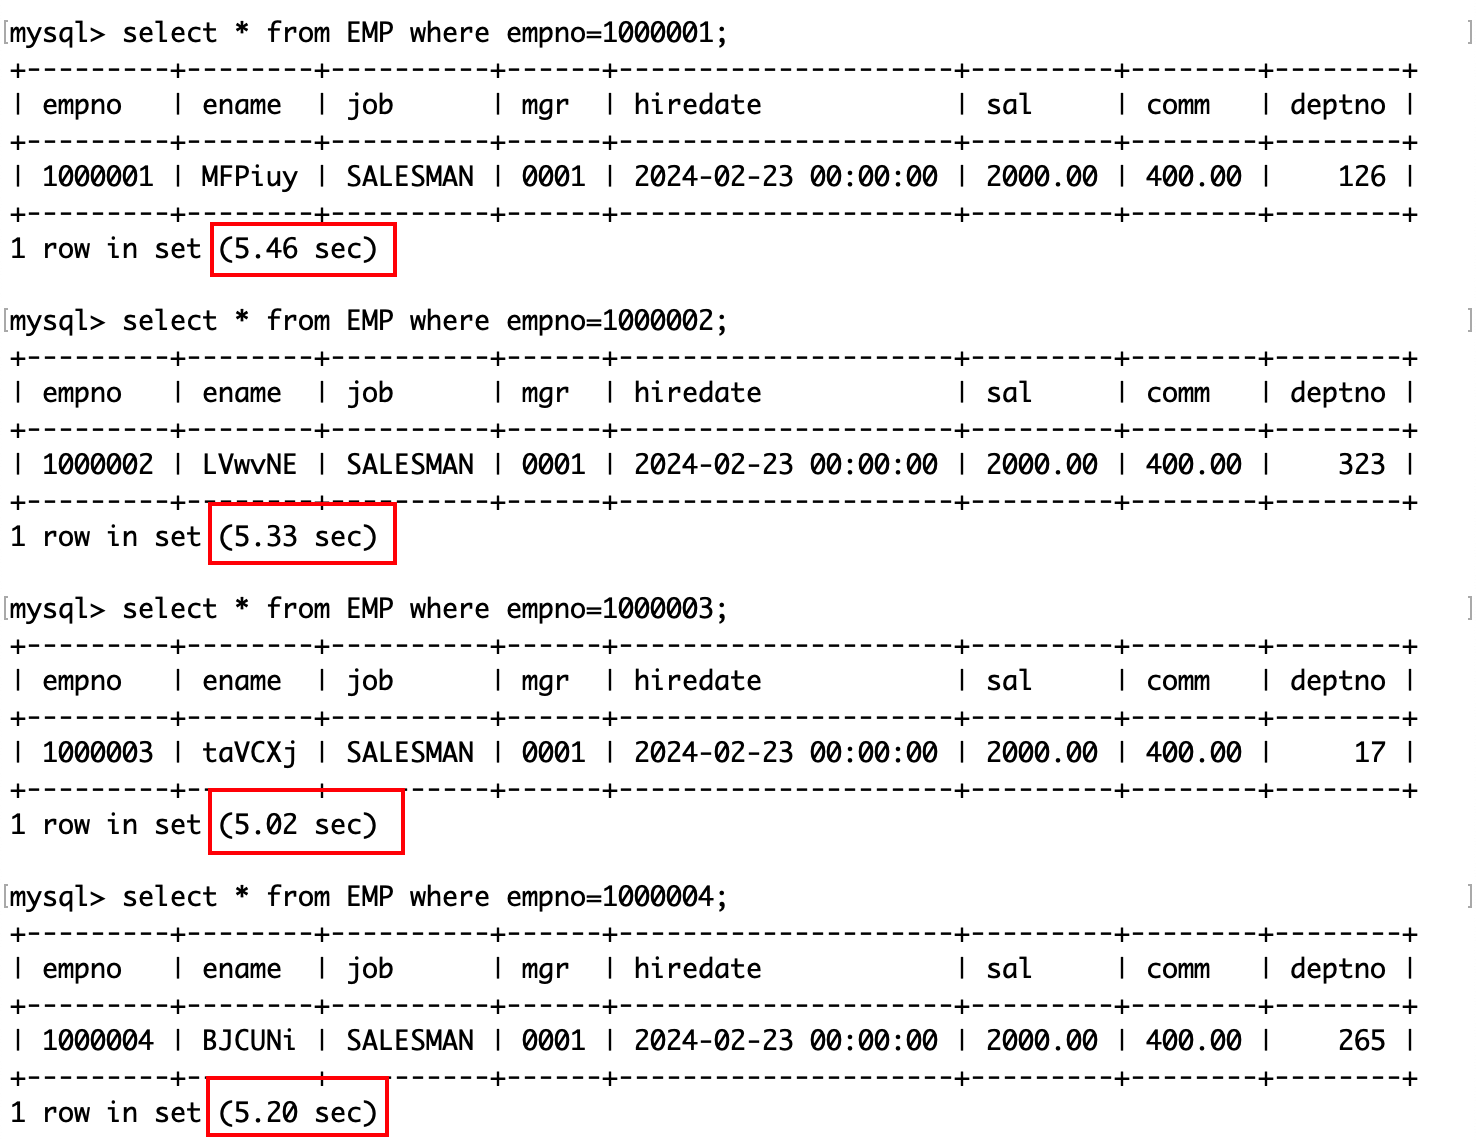 [mysql> select * from EMP where empno=1000001; ]
+---------+--------+----------+------+---------------------+---------+--------+--------+
| empno   | ename  | job      | mgr  | hiredate            | sal     | comm   | deptno |
+---------+--------+----------+------+---------------------+---------+--------+--------+
| 1000001 | MFPiuy | SALESMAN | 0001 | 2024-02-23 00:00:00 | 2000.00 | 400.00 |    126 |
+---------+--------+----------+------+---------------------+---------+--------+--------+
1 row in set (5.46 sec)
[mysql> select * from EMP where empno=1000002; ]
+---------+--------+----------+------+---------------------+---------+--------+--------+
| empno   | ename  | job      | mgr  | hiredate            | sal     | comm   | deptno |
+---------+--------+----------+------+---------------------+---------+--------+--------+
| 1000002 | LVwvNE | SALESMAN | 0001 | 2024-02-23 00:00:00 | 2000.00 | 400.00 |    323 |
+---------+--------+----------+------+---------------------+---------+--------+--------+
1 row in set (5.33 sec)
[mysql> select * from EMP where empno=1000003; ]
+---------+--------+----------+------+---------------------+---------+--------+--------+
| empno   | ename  | job      | mgr  | hiredate            | sal     | comm   | deptno |
+---------+--------+----------+------+---------------------+---------+--------+--------+
| 1000003 | taVCXj | SALESMAN | 0001 | 2024-02-23 00:00:00 | 2000.00 | 400.00 |     17 |
+---------+--------+----------+------+---------------------+---------+--------+--------+
1 row in set (5.02 sec)
[mysql> select * from EMP where empno=1000004; ]
+---------+--------+----------+------+---------------------+---------+--------+--------+
| empno   | ename  | job      | mgr  | hiredate            | sal     | comm   | deptno |
+---------+--------+----------+------+---------------------+---------+--------+--------+
| 1000004 | BJCUNi | SALESMAN | 0001 | 2024-02-23 00:00:00 | 2000.00 | 400.00 |    265 |
+---------+--------+----------+------+---------------------+---------+--------+--------+
1 row in set (5.20 sec)